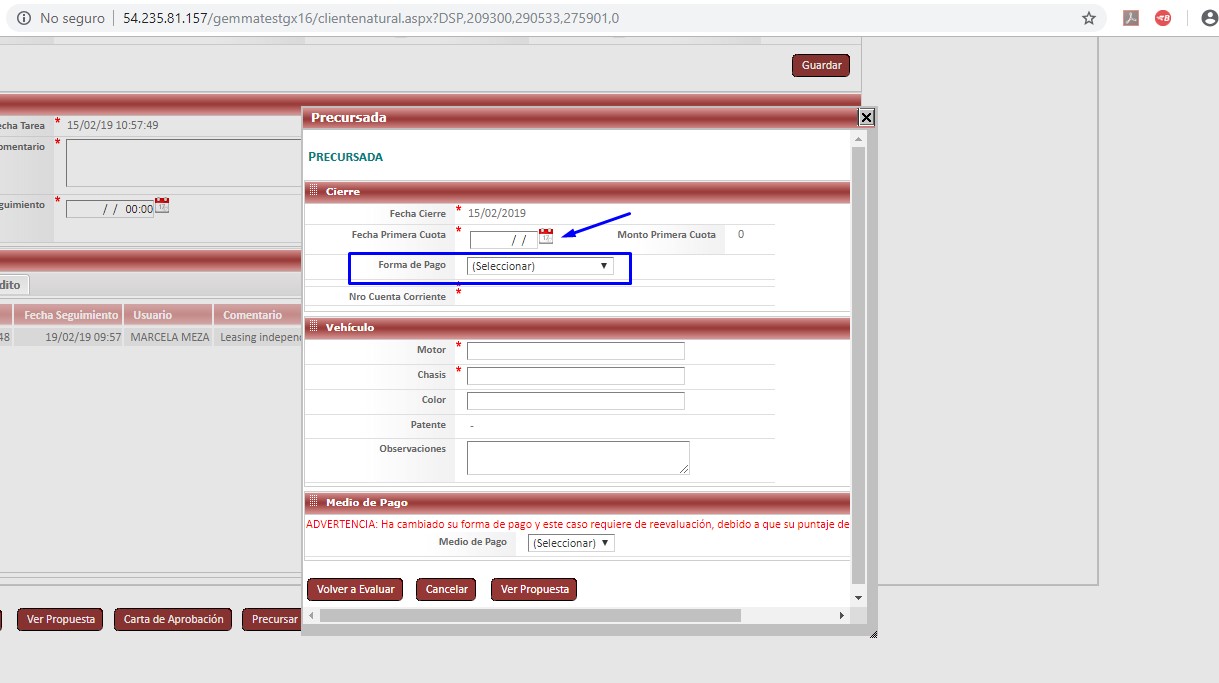 No seguro | 54.235.81.157/gemmatestgx16/clientenatural.aspx?DSP,209300,290533,275901,0
Guardar
echa Tarea * 15/02/19 10:57:49
omentario *
guimiento * / / 00:00
dito
Fecha Seguimiento Usuario Comentario
48 19/02/19 09:57 MARCELA MEZA Leasing independ
Ver Propuesta Carta de Aprobación Precursar
Precursada
PRECURSADA
Cierre
Fecha Cierre * 15/02/2019
Fecha Primera Cuota * / / Monto Primera Cuota 0
Forma de Pago (Seleccionar)
Nro Cuenta Corriente *
Vehículo
Motor *
Chasis *
Color
Patente -
Observaciones
Medio de Pago
ADVERTENCIA: Ha cambiado su forma de pago y este caso requiere de reevaluación, debido a que su puntaje de
Medio de Pago (Seleccionar)
Volver a Evaluar Cancelar Ver Propuesta